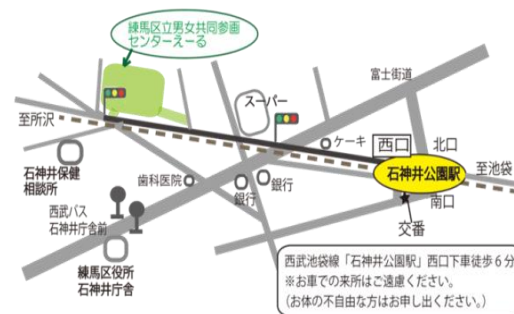 練馬区立男女共同参画
センターえーる
富士街道
スーパー
至所沢
ケーキ
西口
北口
石神井公園駅
至池袋
石神井保健
相談所
歯科医院
銀行
銀行
南口
交番
西武バス
石神井庁舎前
練馬区役所
石神井庁舎
西武池袋線「石神井公園駅」西口下車徒歩6分
※お車での来所はご遠慮ください。
(お体の不自由な方はお申し出ください。)